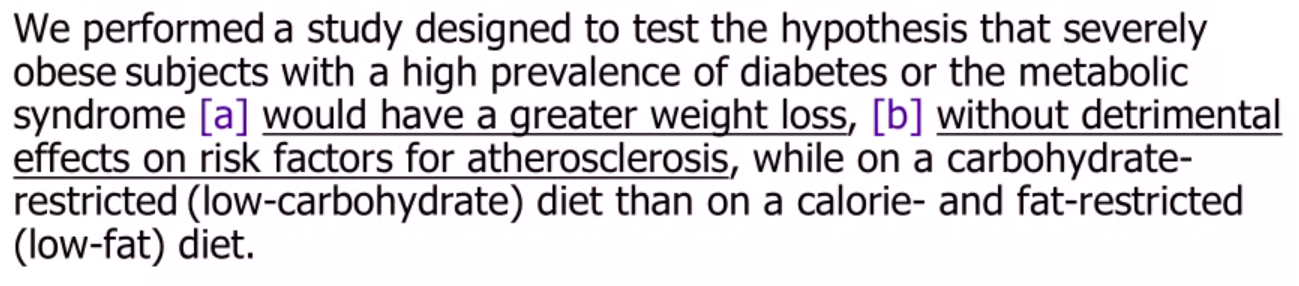 We performed a study designed to test the hypothesis that severely
obese subjects with a high prevalence of diabetes or the metabolic
syndrome [a] would have a greater weight loss, [b] without detrimental
effects on risk factors for atherosclerosis, while on a carbohydrate-
restricted (low-carbohydrate) diet than on a calorie- and fat-restricted
(low-fat) diet.